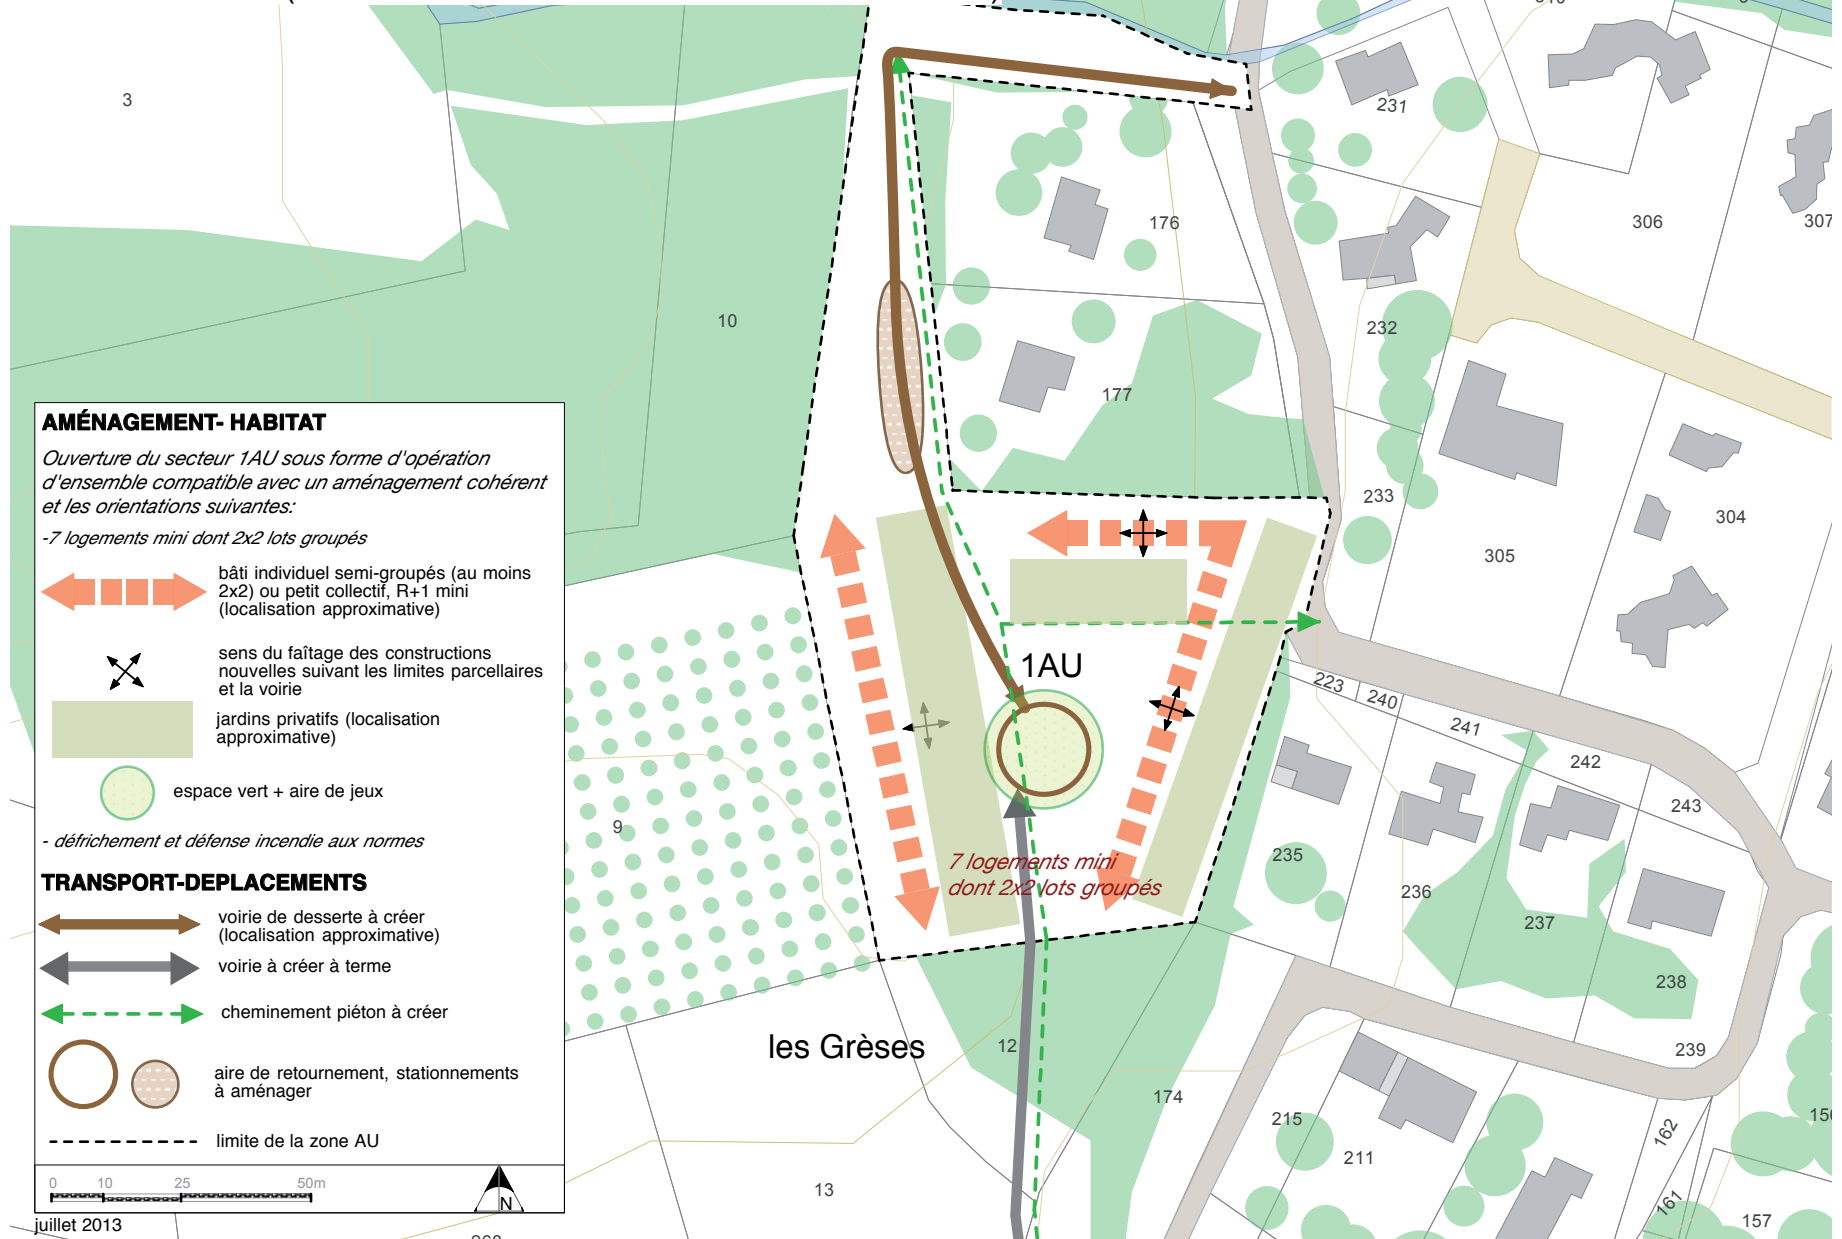 3
231
176
306
307
10
232
177
233
304
305
AMÉNAGEMENT- HABITAT
Ouverture du secteur 1AU sous forme d'opération
d'ensemble compatible avec un aménagement cohérent
et les orientations suivantes:
-7 logements mini dont 2x2 lots groupés
bâti individuel semi-groupés (au moins
2x2) ou petit collectif, R+1 mini
(localisation approximative)
sens du faîtage des constructions
nouvelles suivant les limites parcellaires
et la voirie
jardins privatifs (localisation
approximative)
espace vert + aire de jeux
- défrichement et défense incendie aux normes
TRANSPORT-DEPLACEMENTS
voirie de desserte à créer
(localisation approximative)
voirie à créer à terme
cheminement piéton à créer
aire de retournement, stationnements
à aménager
limite de la zone AU
0 10 25 50m
N
juillet 2013
1AU
223
240
241
242
243
9
7 logements mini
dont 2x2 lots groupés
235
236
237
238
239
les Grèses
12
174
215
211
162
161
13
157